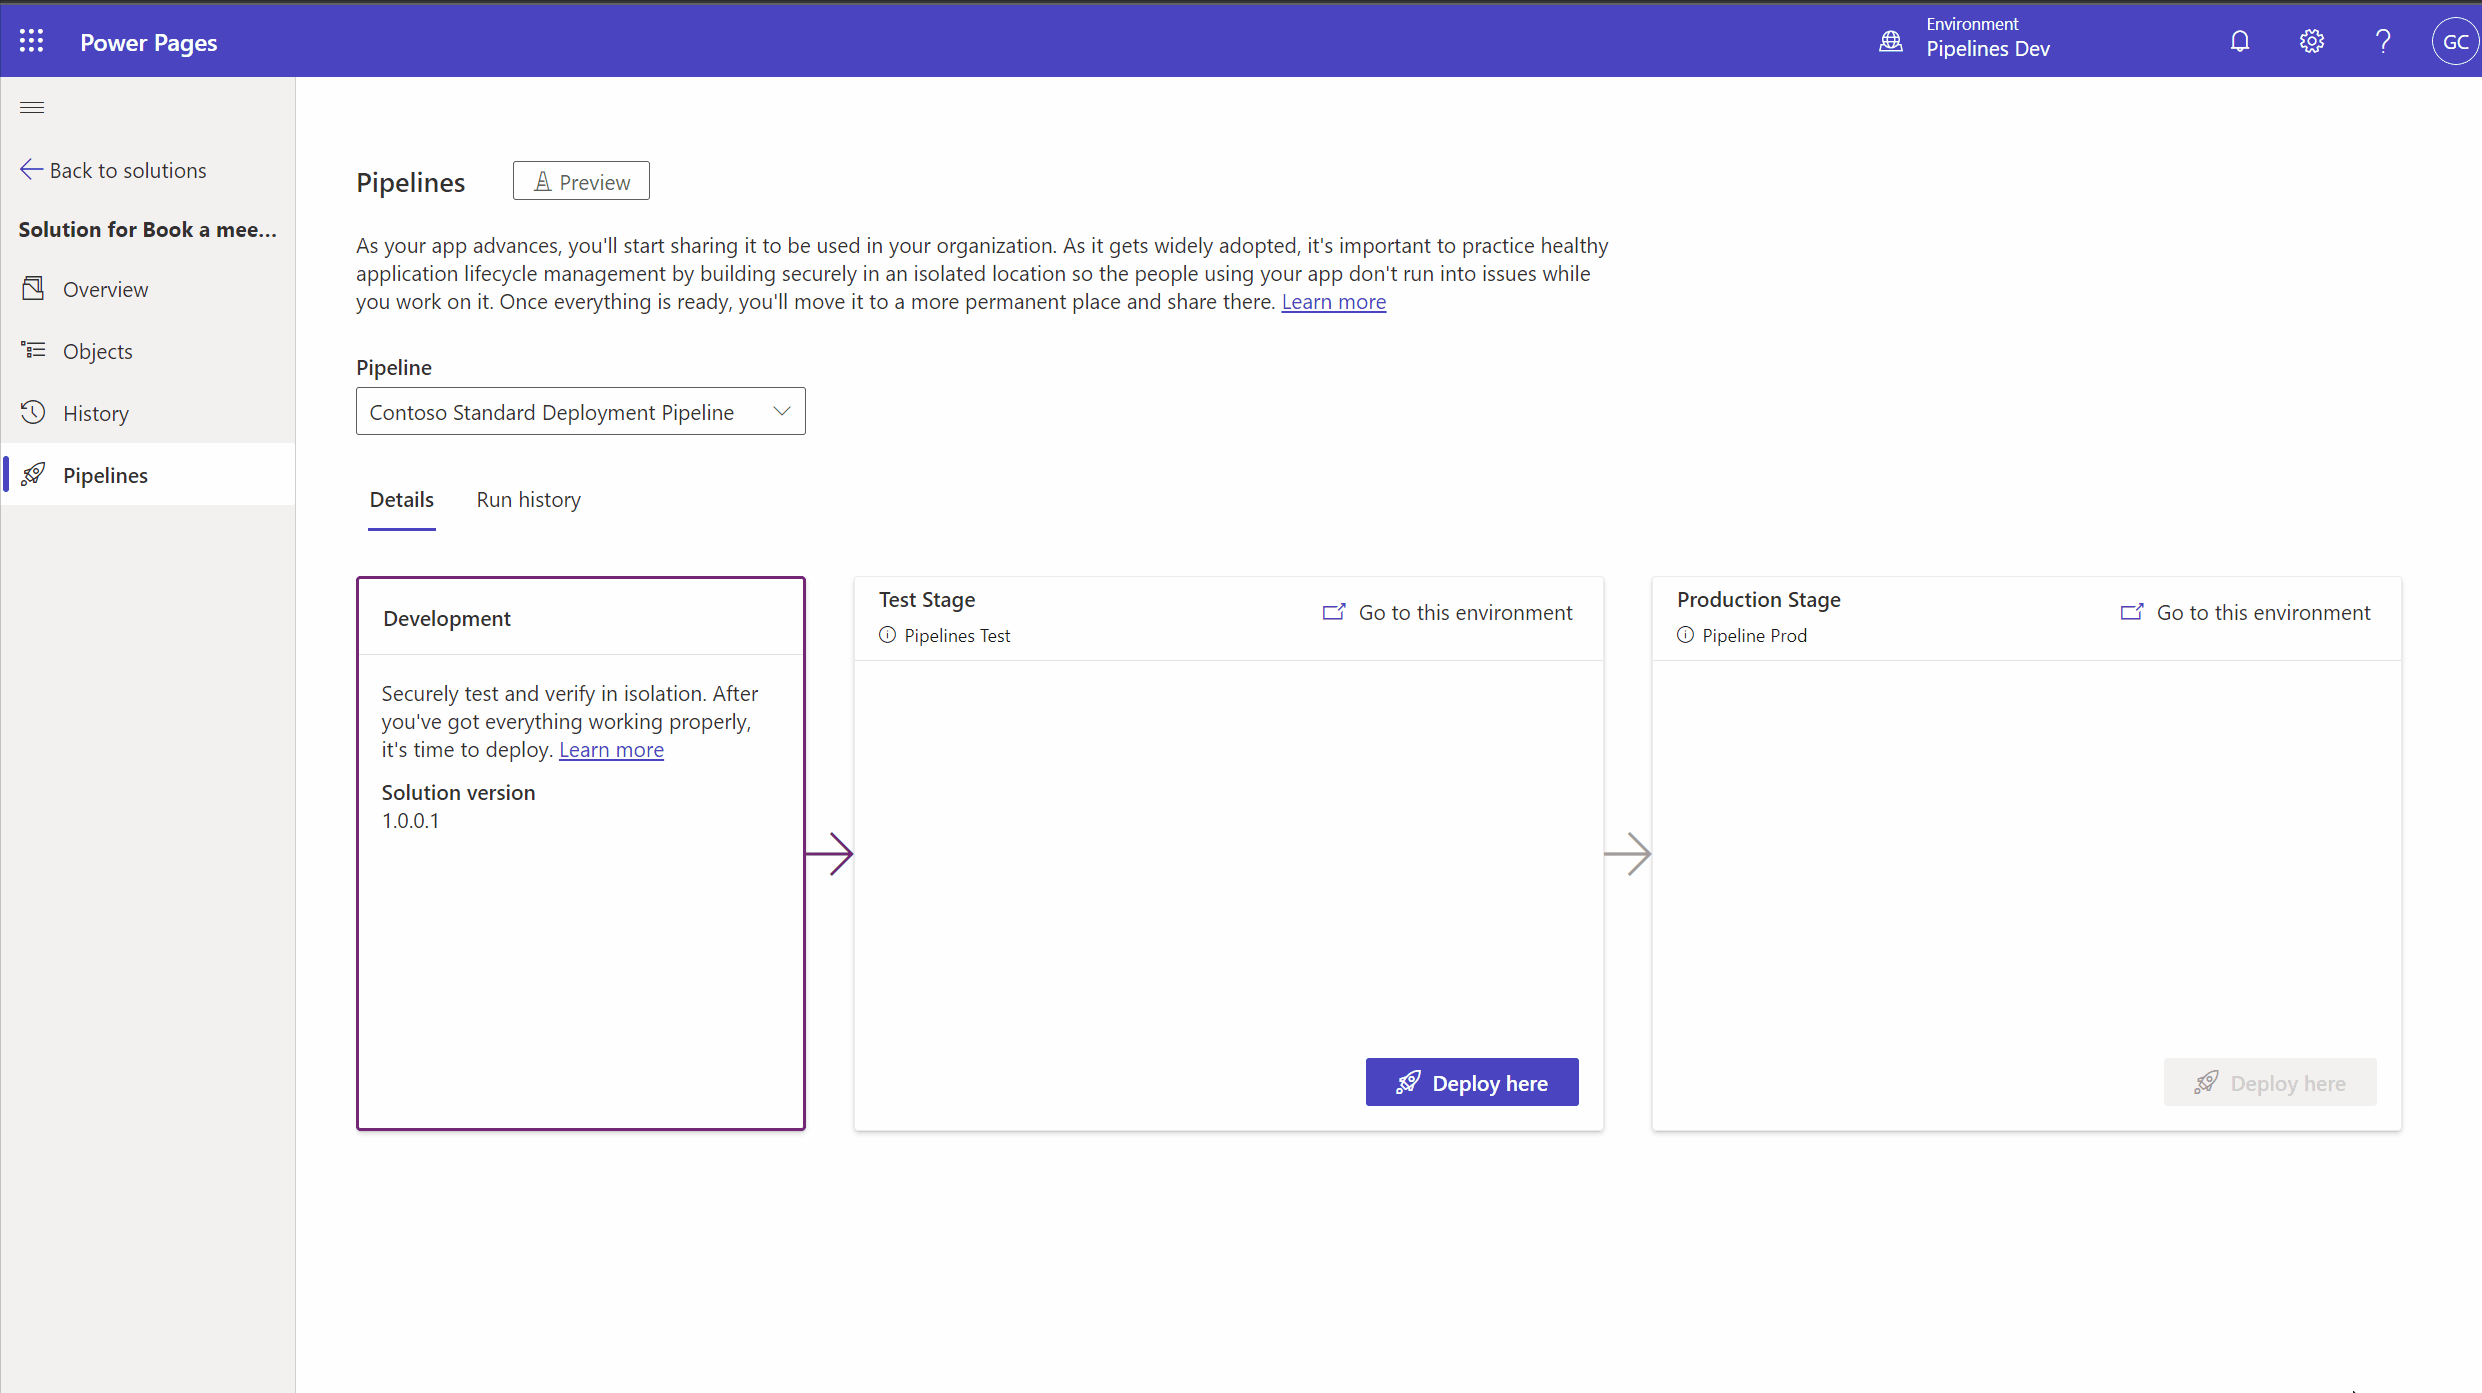 Power Pages
Environment
Pipelines Dev
GC
Back to solutions
Solution for Book a mee...
Overview
Objects
History
Pipelines
Pipelines
Preview
As your app advances, you'll start sharing it to be used in your organization. As it gets widely adopted, it's important to practice healthy
application lifecycle management by building securely in an isolated location so the people using your app don't run into issues while
you work on it. Once everything is ready, you'll move it to a more permanent place and share there. Learn more
Pipeline
Contoso Standard Deployment Pipeline
Details
Run history
Development
Securely test and verify in isolation. After
you've got everything working properly,
it's time to deploy. Learn more
Solution version
1.0.0.1
Test Stage
Pipelines Test
Go to this environment
Deploy here
Production Stage
Pipeline Prod
Go to this environment
Deploy here